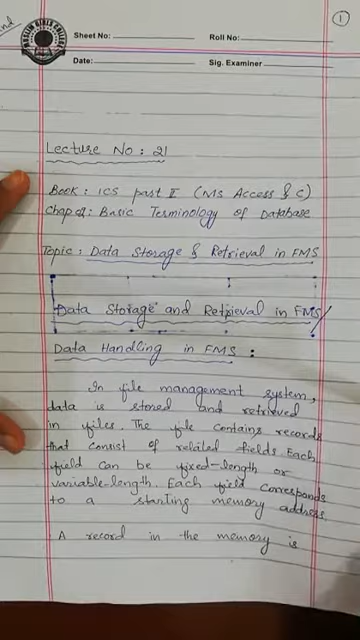 1
Sheet No:
Roll No:
Date:
Sig. Examiner
Lecture No : 21
Book : ICS part II (MS Access & C)
Chap 01: Basic Terminology of Database
Topic: Data Storage & Retrieval in FMS
Data Storage and Retrieval in FMS
Data Handling in FMS :
In file management system,
data is stored and retrieved
in files. The file contains records
that consist of related fields. Each
field can be fixed-length or
variable-length. Each field corresponds
to a starting memory address.
A record in the memory is